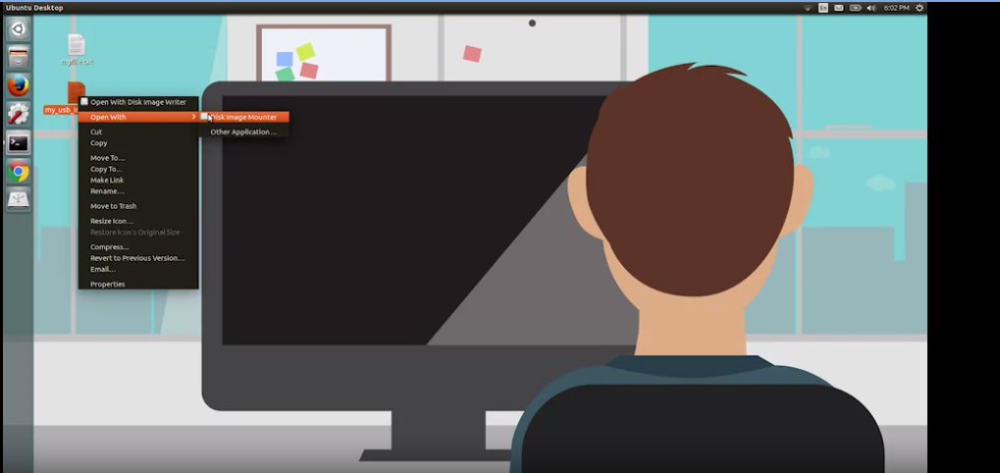 Ubuntu Desktop
En
6:02 PM
myfile.txt
my_usb_i
Open With Disk Image Writer
Open With
Disk Image Mounter
Other Application...
Cut
Copy
Move To...
Copy To...
Make Link
Rename...
Move to Trash
Resize Icon...
Restore Icon's Original Size
Compress...
Revert to Previous Version...
Email...
Properties